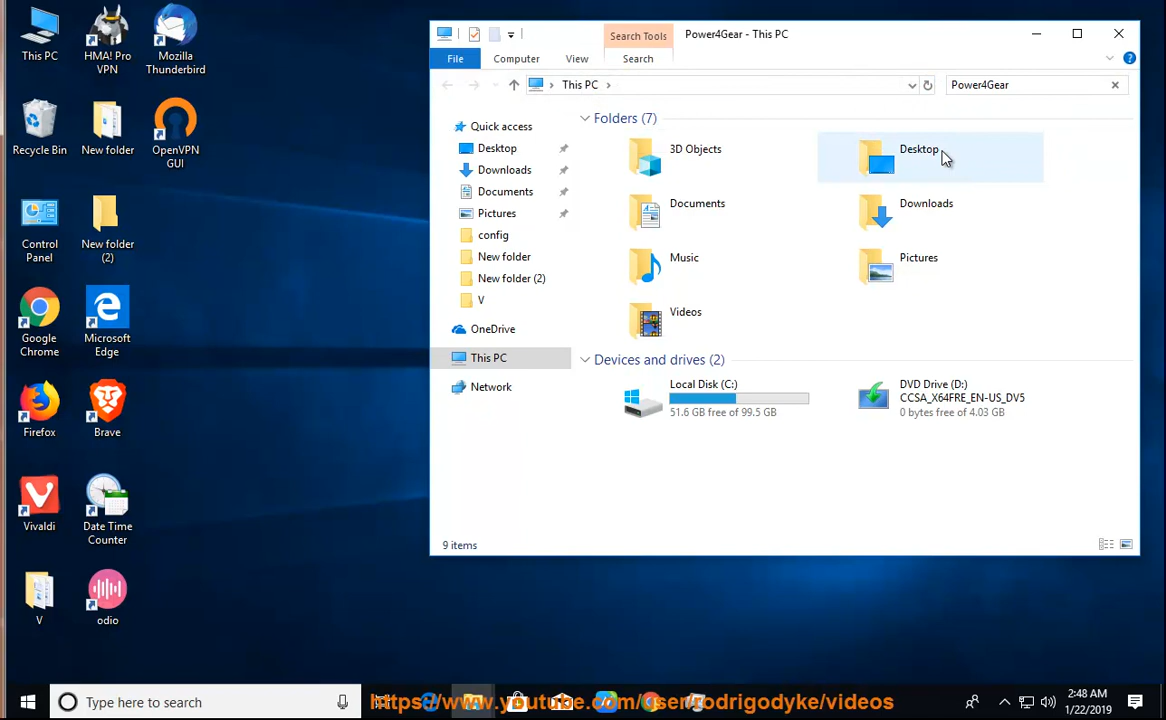 This PC
HMA! Pro
VPN
Mozilla
Thunderbird
Recycle Bin
New folder
OpenVPN
GUI
Control
Panel
New folder
(2)
Google
Chrome
Microsoft
Edge
Firefox
Brave
Vivaldi
Date Time
Counter
V
odio
Search Tools
Power4Gear - This PC
File
Computer
View
Search
This PC
Power4Gear
Quick access
Desktop
Downloads
Documents
Pictures
config
New folder
New folder (2)
V
OneDrive
This PC
Network
Folders (7)
3D Objects
Desktop
Documents
Downloads
Music
Pictures
Videos
Devices and drives (2)
Local Disk (C:)
51.6 GB free of 99.5 GB
DVD Drive (D:)
CCSA_X64FRE_EN-US_DV5
0 bytes free of 4.03 GB
9 items
Type here to search
https://www.youtube.com/user/rodrigodyke/videos
2:48 AM
1/22/2019